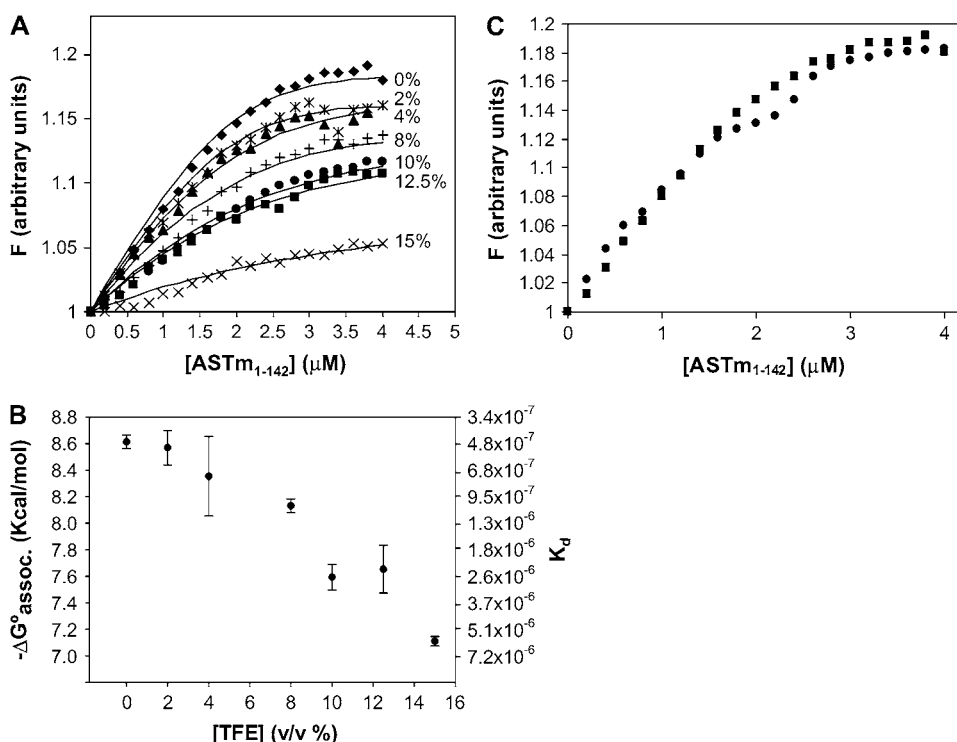 A
F (arbitrary units)
1.2
1.15
1.1
1.05
1
0%
2%
4%
8%
10%
12.5%
15%
0 0.5 1 1.5 2 2.5 3 3.5 4 4.5 5
[ASTm1-142] (μM)
C
F (arbitrary units)
1.2
1.18
1.16
1.14
1.12
1.1
1.08
1.06
1.04
1.02
1
0 1 2 3 4
[ASTm1-142] (μM)
B
-ΔG°assoc. (Kcal/mol)
8.8
8.6
8.4
8.2
8.0
7.8
7.6
7.4
7.2
7.0
3.4x10-7
4.8x10-7
6.8x10-7
9.5x10-7
1.3x10-6
1.8x10-6
2.6x10-6
3.7x10-6
5.1x10-6
7.2x10-6
Kd
0 2 4 6 8 10 12 14 16
[TFE] (v/v %)